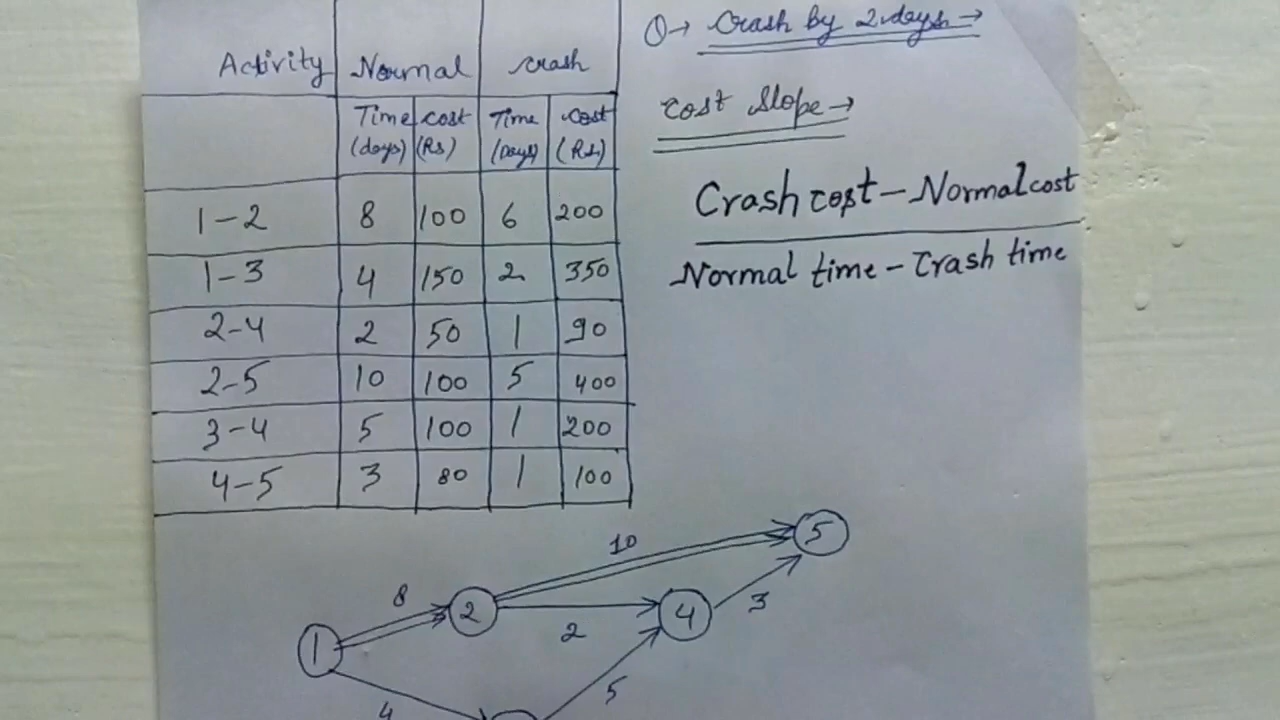 Activity Normal Crash
Time cost Time cost
(days) (Rs) (Days) (Rs.)
1-2 8 100 6 200
1-3 4 150 2 350
2-4 2 50 1 90
2-5 10 100 5 400
3-4 5 100 1 200
4-5 3 80 1 100
Q→ Crash by 2 days→
Cost Slope→
Crash cost - Normal cost
Normal time - Crash time
10
5
8
2
4
3
1
2
5
4